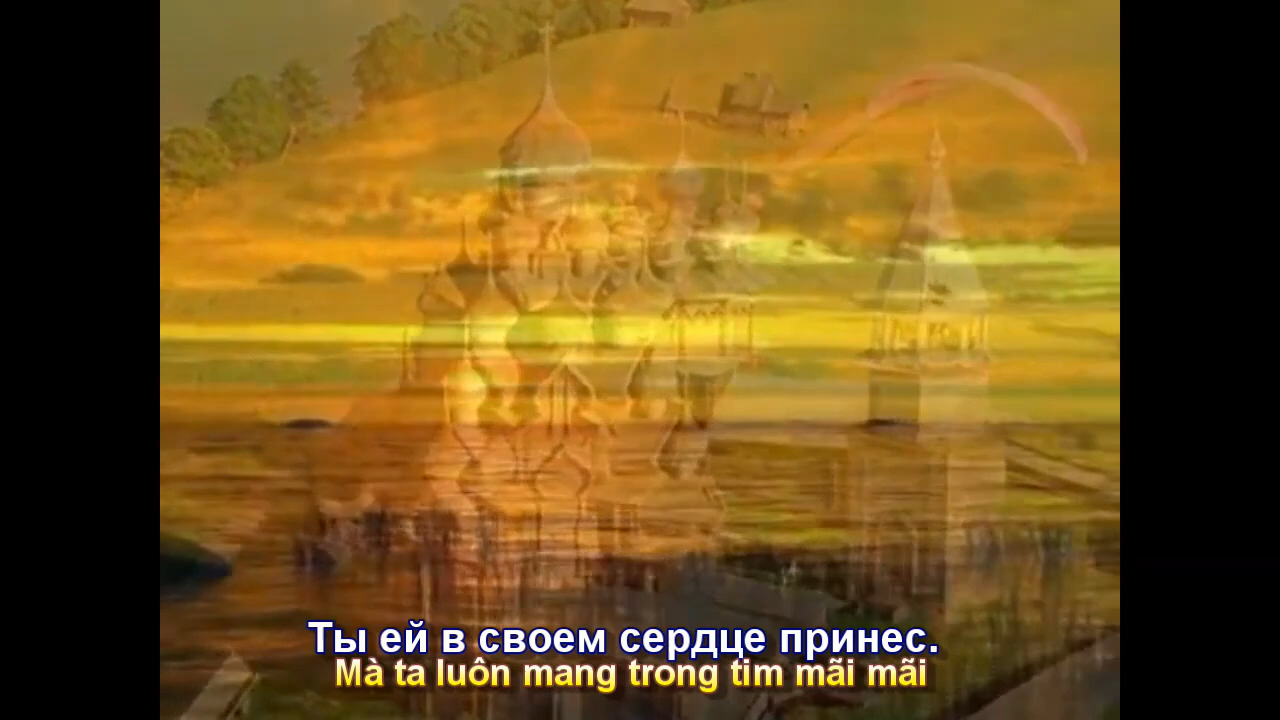 Ты ей в своем сердце принес.
Mà ta luôn mang trong tim mãi mãi